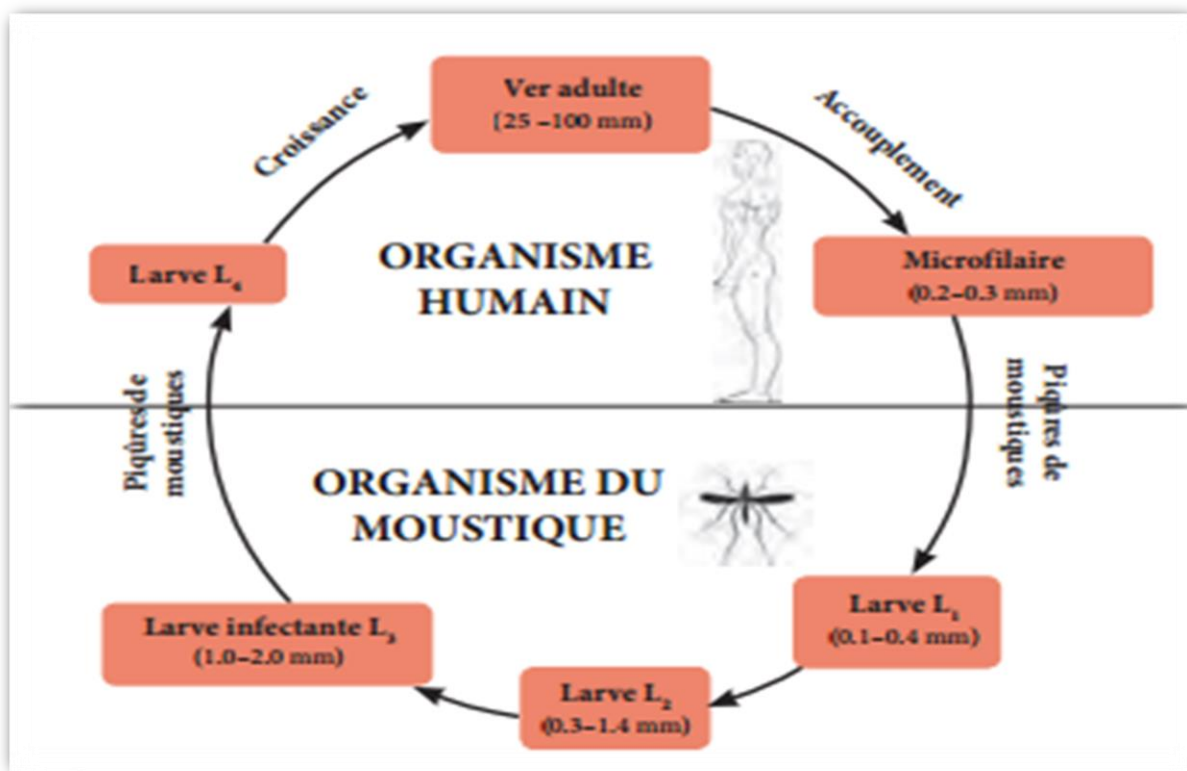 Ver adulte
(25 –100 mm)
Accouplement
Microfilaire
(0.2–0.3 mm)
Piqûres de
moustiques
Larve L₁
(0.1–0.4 mm)
Larve L₂
(0.3–1.4 mm)
Larve infectante L₃
(1.0–2.0 mm)
Piqûres de
moustiques
Larve L₄
Croissance
ORGANISME
HUMAIN
ORGANISME DU
MOUSTIQUE